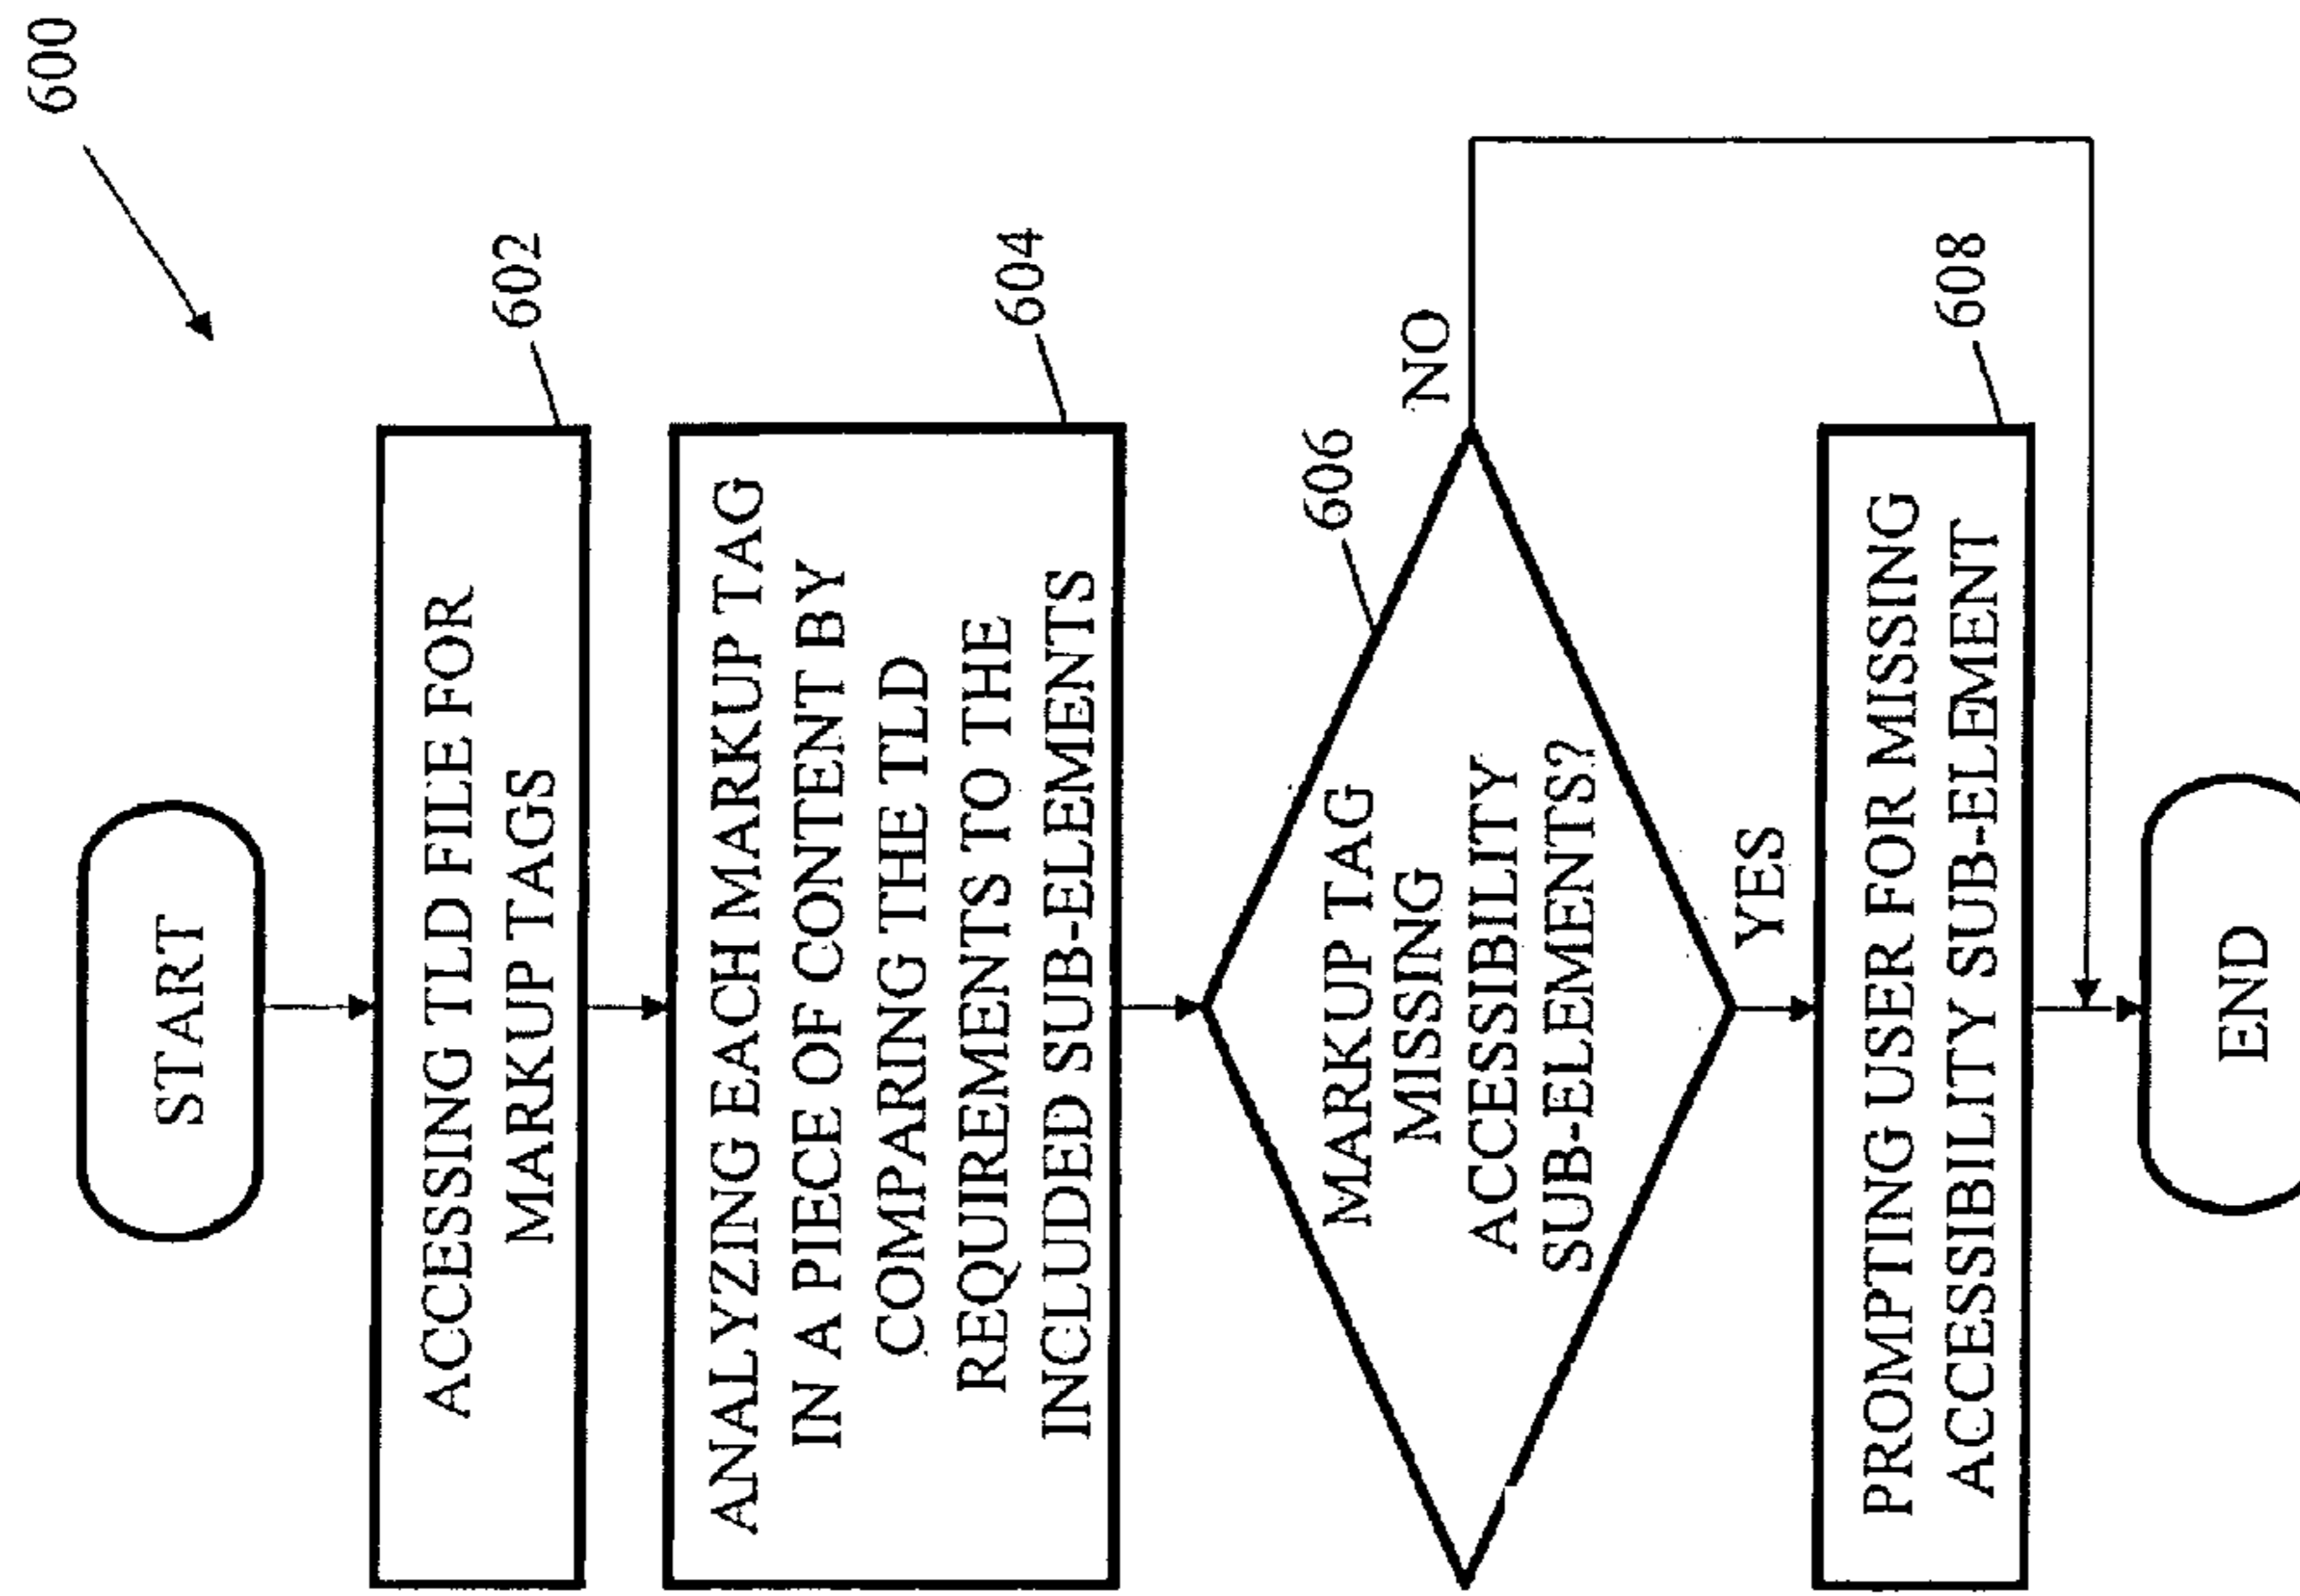 600
START
ACCESSING TLD FILE FOR
MARKUP TAGS
602
ANALYZING EACH MARKUP TAG
IN A PIECE OF CONTENT BY
COMPARING THE TLD
REQUIREMENTS TO THE
INCLUDED SUB-ELEMENTS
604
MARKUP TAG
MISSING
ACCESSIBILITY
SUB-ELEMENTS?
606
NO
YES
PROMPTING USER FOR MISSING
ACCESSIBILITY SUB-ELEMENT
608
END